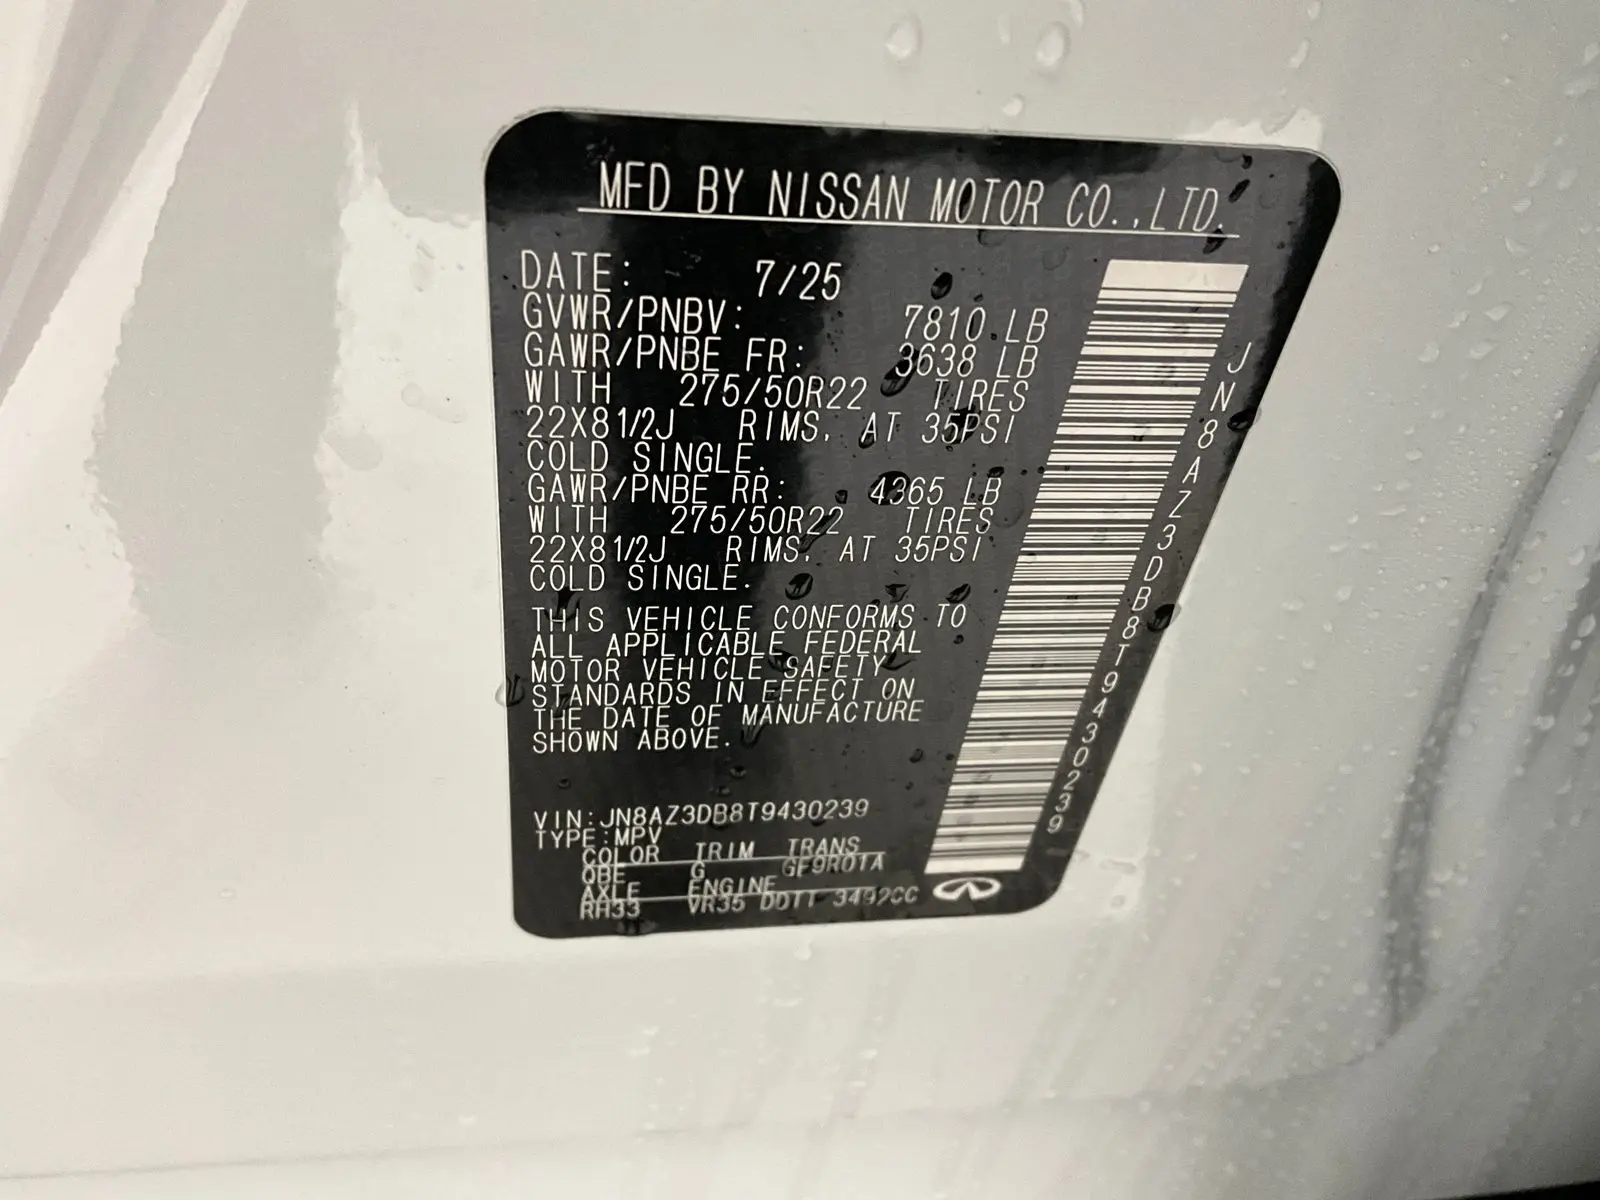 MFD BY NISSAN MOTOR CO.,LTD.
DATE: 7/25
GVWR/PNBV: 7810 LB
GAWR/PNBE FR: 3638 LB
WITH 275/50R22 TIRES
22X81/2J RIMS, AT 35PSI
COLD SINGLE.
GAWR/PNBE RR: 4365 LB
WITH 275/50R22 TIRES
22X81/2J RIMS, AT 35PSI
COLD SINGLE.
THIS VEHICLE CONFORMS TO
ALL APPLICABLE FEDERAL
MOTOR VEHICLE SAFETY
STANDARDS IN EFFECT ON
THE DATE OF MANUFACTURE
SHOWN ABOVE.
VIN:JN8AZ3DB8T9430239
TYPE:MPV
COLOR TRIM TRANS
QBE G GF9R01A
AXLE ENGINE
RH33 VR35 DDTT 3492CC
JN8AZ3DB8T9430239